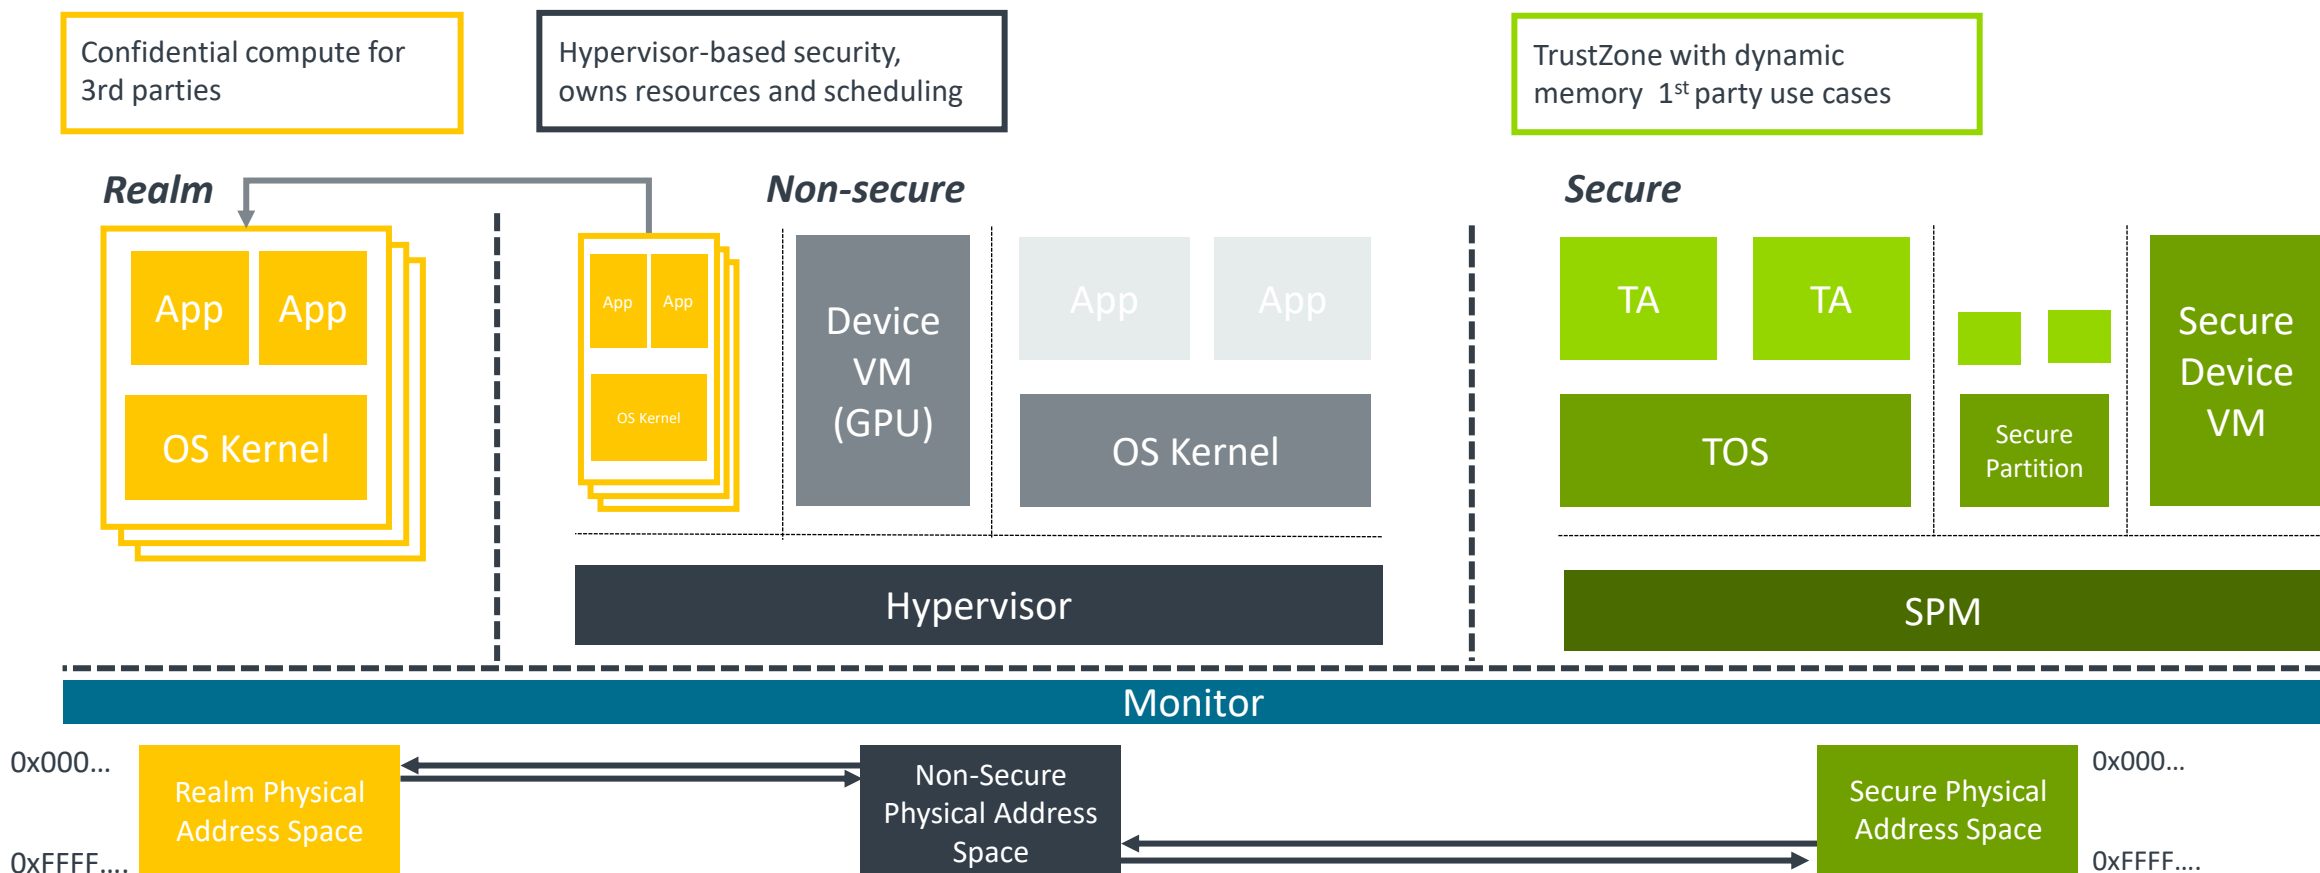 Confidential compute for
3rd parties
Hypervisor-based security,
owns resources and scheduling
TrustZone with dynamic
memory 1st party use cases
Realm
Non-secure
Secure
App
App
OS Kernel
App
App
OS Kernel
Device
VM
(GPU)
App
App
OS Kernel
TA
TA
TOS
Secure
Partition
Secure
Device
VM
Hypervisor
SPM
Monitor
0x000...
0xFFFF....
Realm Physical
Address Space
Non-Secure
Physical Address
Space
Secure Physical
Address Space
0x000...
0xFFFF....